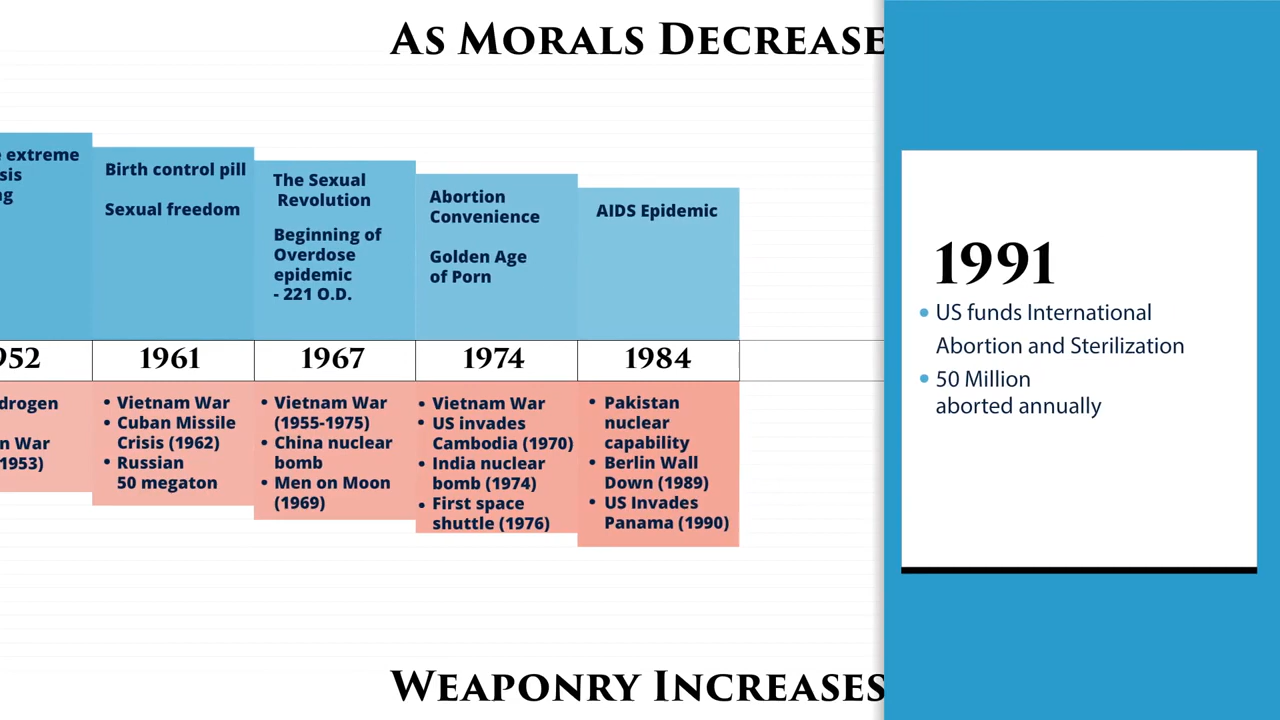 AS MORALS DECREASE
extreme
Birth control pill
Sexual freedom
The Sexual
Revolution
Beginning of
Overdose
epidemic
- 221 O.D.
Abortion
Convenience
Golden Age
of Porn
AIDS Epidemic
1961
1967
1974
1984
• Vietnam War
• Cuban Missile
Crisis (1962)
• Russian
50 megaton
• Vietnam War
(1955-1975)
• China nuclear
bomb
• Men on Moon
(1969)
• Vietnam War
• US invades
Cambodia (1970)
• India nuclear
bomb (1974)
• First space
shuttle (1976)
• Pakistan
nuclear
capability
• Berlin Wall
Down (1989)
• US Invades
Panama (1990)
War
1953)
WEAPONRY INCREASES
1991
• US funds International
Abortion and Sterilization
• 50 Million
aborted annually